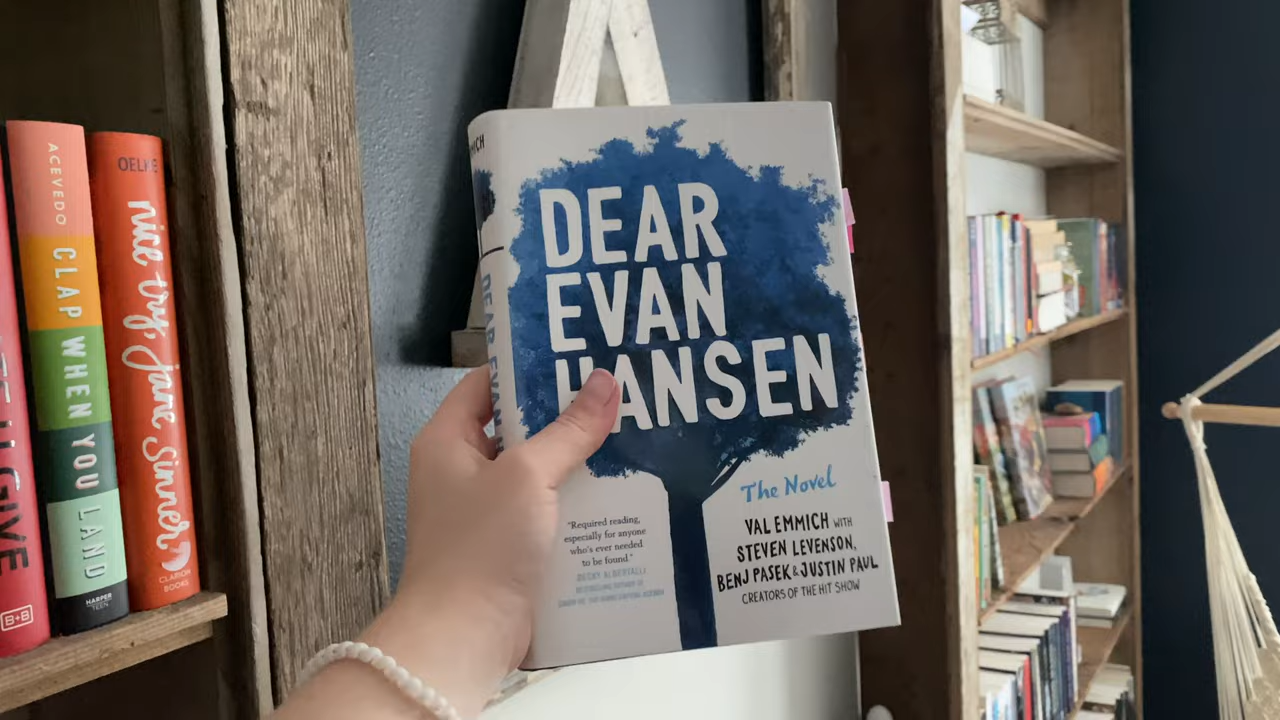 ACEVEDO CLAP WHEN YOU LAND
HARPER
TEEN
OELKE
nice try, jane sinner
CLARION
BOOKS
GIVE
B+B
DEAR
EVAN
HANSEN
The Novel
"Required reading,
especially for anyone
who's ever needed
to be found."
BECKY ALBERTALLI
VAL EMMICH WITH
STEVEN LEVENSON,
BENJ PASEK & JUSTIN PAUL
CREATORS OF THE HIT SHOW